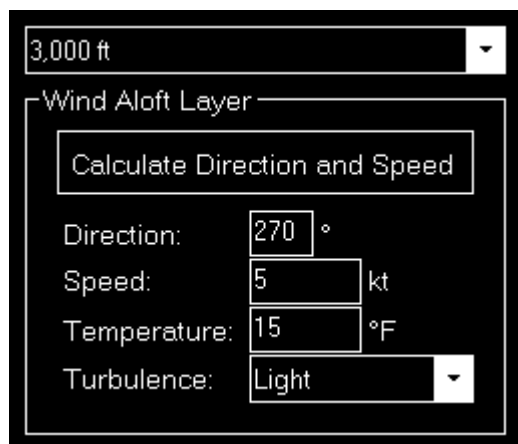 3,000 ft
Wind Aloft Layer
Calculate Direction and Speed
Direction: 270 °
Speed: 5 kt
Temperature: 15 °F
Turbulence: Light